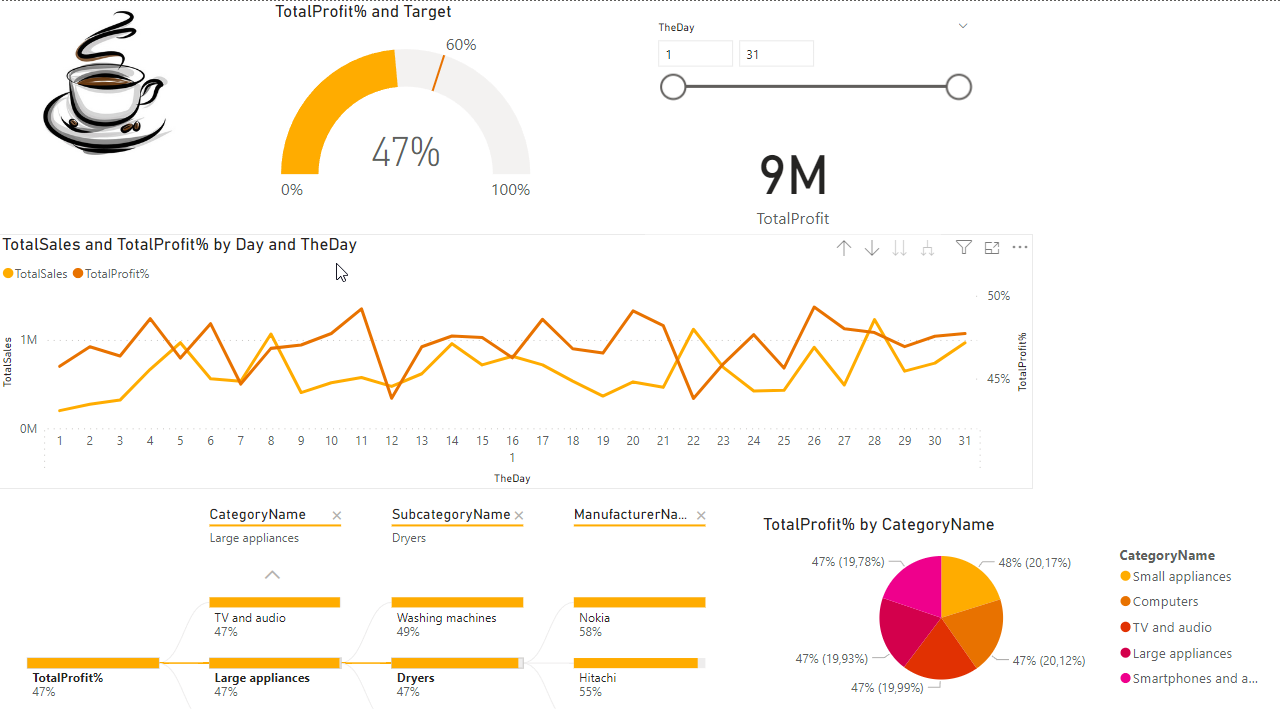 TotalProfit% and Target
60%
47%
0%
100%
TheDay
1
31
9M
TotalProfit
TotalSales and TotalProfit% by Day and TheDay
TotalSales
TotalProfit%
TotalSales
1M
0M
50%
45%
TotalProfit%
1 2 3 4 5 6 7 8 9 10 11 12 13 14 15 16 17 18 19 20 21 22 23 24 25 26 27 28 29 30 31
1
TheDay
CategoryName
Large appliances
SubcategoryName
Dryers
ManufacturerNa...
TV and audio
47%
Washing machines
49%
Nokia
58%
TotalProfit%
47%
Large appliances
47%
Dryers
47%
Hitachi
55%
TotalProfit% by CategoryName
47% (19,78%)
48% (20,17%)
47% (19,93%)
47% (20,12%)
47% (19,99%)
CategoryName
Small appliances
Computers
TV and audio
Large appliances
Smartphones and a...